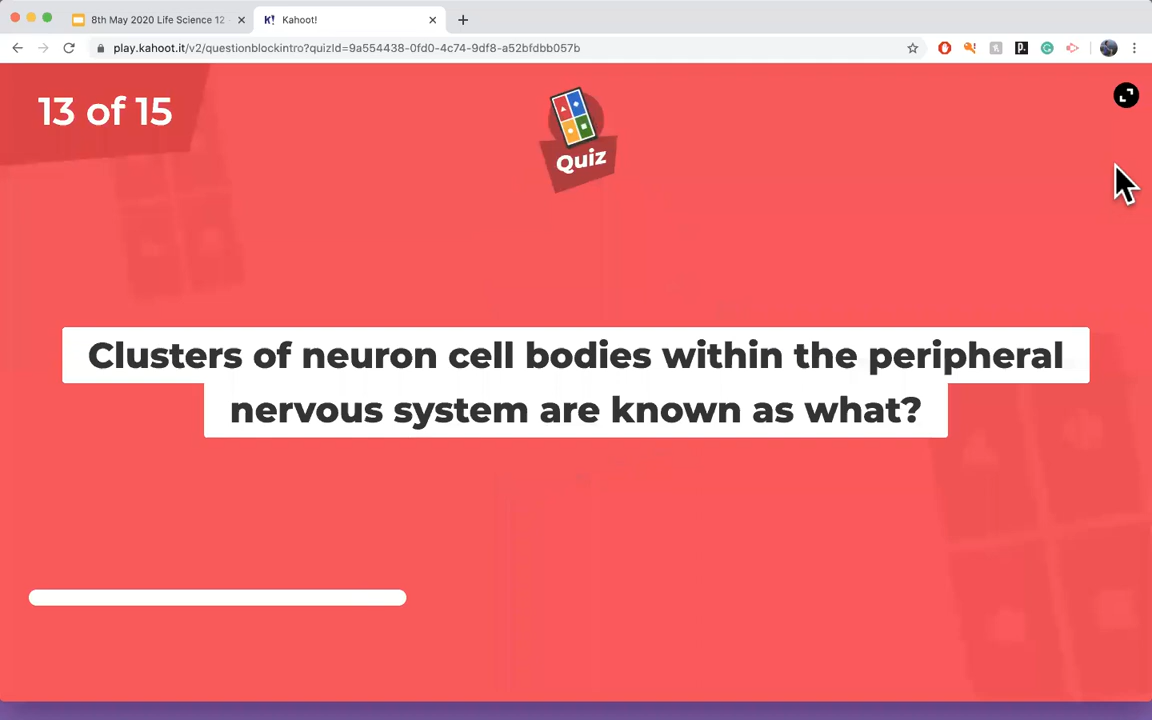 8th May 2020 Life Science 12
K! Kahoot!
play.kahoot.it/v2/questionblockintro?quizId=9a554438-0fd0-4c74-9df8-a52bfdbb057b
13 of 15
Quiz
Clusters of neuron cell bodies within the peripheral
nervous system are known as what?